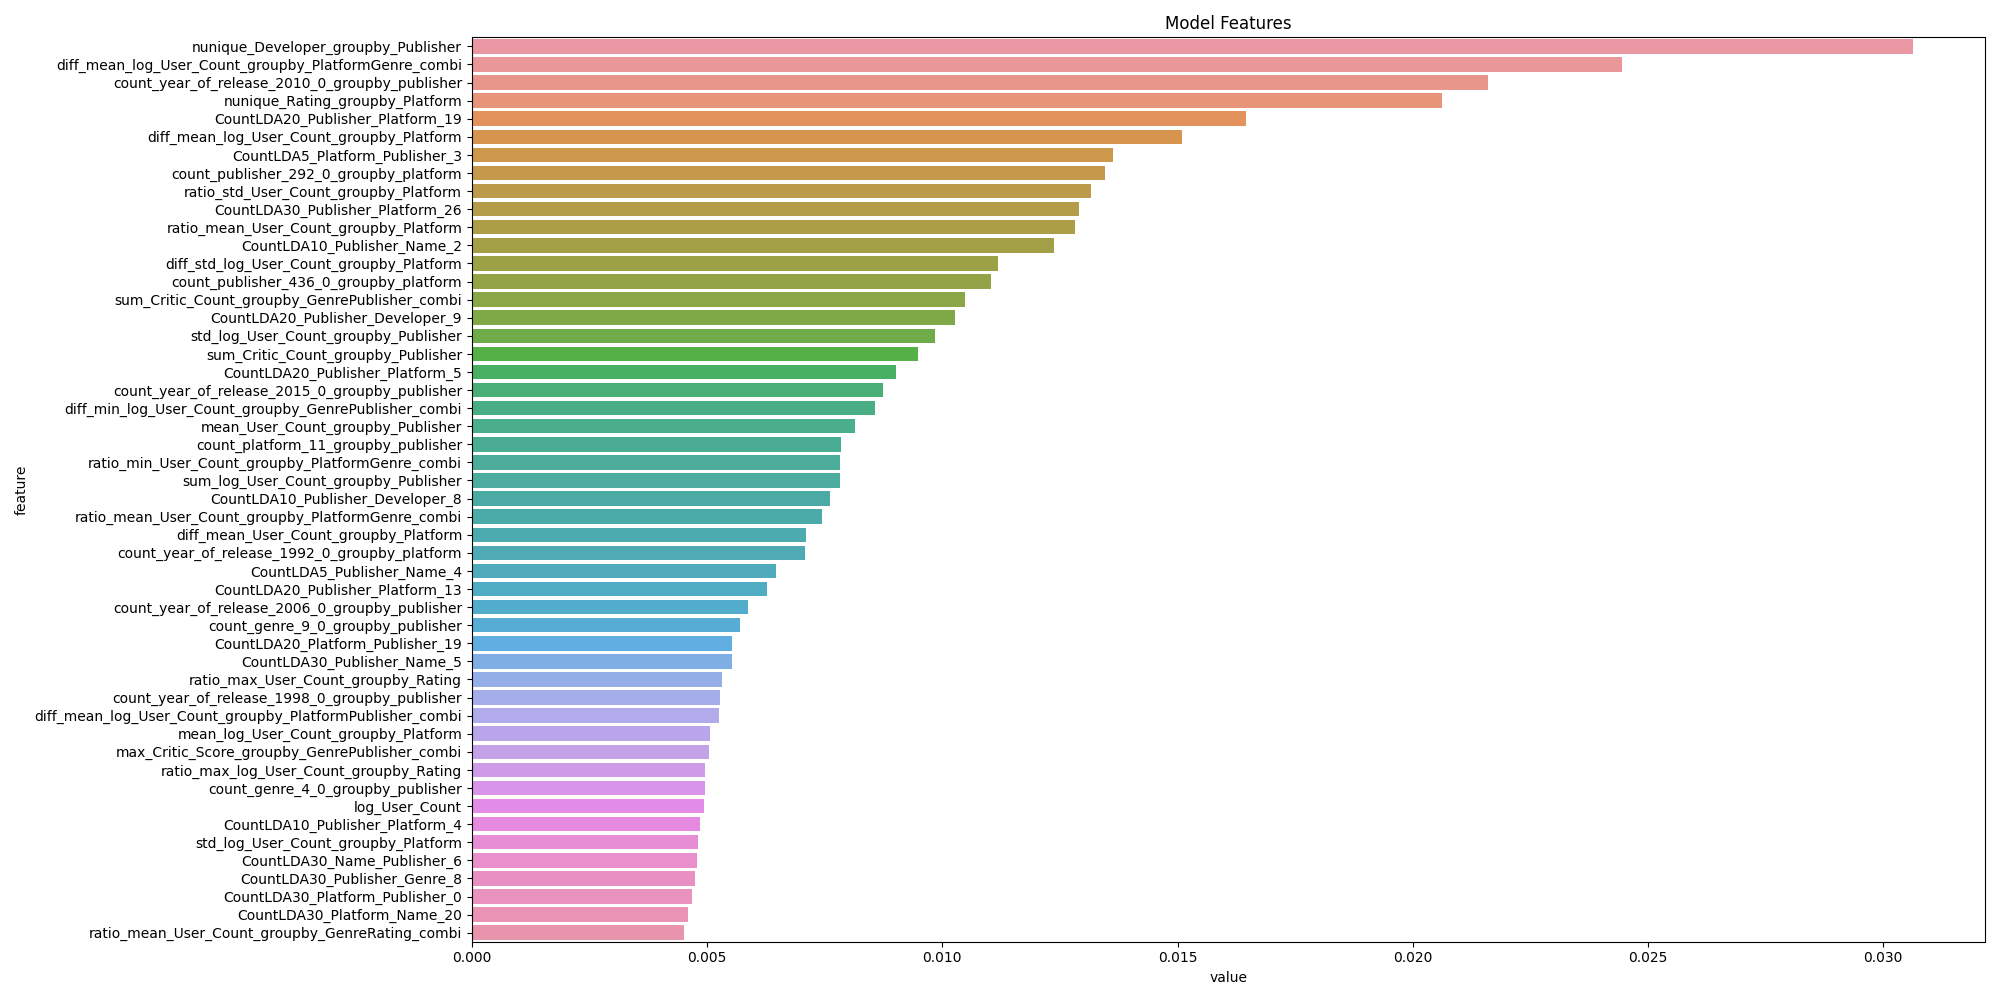 Model Features
nunique_Developer_groupby_Publisher
diff_mean_log_User_Count_groupby_PlatformGenre_combi
count_year_of_release_2010_0_groupby_publisher
nunique_Rating_groupby_Platform
CountLDA20_Publisher_Platform_19
diff_mean_log_User_Count_groupby_Platform
CountLDA5_Platform_Publisher_3
count_publisher_292_0_groupby_platform
ratio_std_User_Count_groupby_Platform
CountLDA30_Publisher_Platform_26
ratio_mean_User_Count_groupby_Platform
CountLDA10_Publisher_Name_2
diff_std_log_User_Count_groupby_Platform
count_publisher_436_0_groupby_platform
sum_Critic_Count_groupby_GenrePublisher_combi
CountLDA20_Publisher_Developer_9
std_log_User_Count_groupby_Publisher
sum_Critic_Count_groupby_Publisher
CountLDA20_Publisher_Platform_5
count_year_of_release_2015_0_groupby_publisher
diff_min_log_User_Count_groupby_GenrePublisher_combi
mean_User_Count_groupby_Publisher
count_platform_11_groupby_publisher
ratio_min_User_Count_groupby_PlatformGenre_combi
sum_log_User_Count_groupby_Publisher
CountLDA10_Publisher_Developer_8
ratio_mean_User_Count_groupby_PlatformGenre_combi
diff_mean_User_Count_groupby_Platform
count_year_of_release_1992_0_groupby_platform
CountLDA5_Publisher_Name_4
CountLDA20_Publisher_Platform_13
count_year_of_release_2006_0_groupby_publisher
count_genre_9_0_groupby_publisher
CountLDA20_Platform_Publisher_19
CountLDA30_Publisher_Name_5
ratio_max_User_Count_groupby_Rating
count_year_of_release_1998_0_groupby_publisher
diff_mean_log_User_Count_groupby_PlatformPublisher_combi
mean_log_User_Count_groupby_Platform
max_Critic_Score_groupby_GenrePublisher_combi
ratio_max_log_User_Count_groupby_Rating
count_genre_4_0_groupby_publisher
log_User_Count
CountLDA10_Publisher_Platform_4
std_log_User_Count_groupby_Platform
CountLDA30_Name_Publisher_6
CountLDA30_Publisher_Genre_8
CountLDA30_Platform_Publisher_0
CountLDA30_Platform_Name_20
ratio_mean_User_Count_groupby_GenreRating_combi
feature
0.000 0.005 0.010 0.015 0.020 0.025 0.030
value